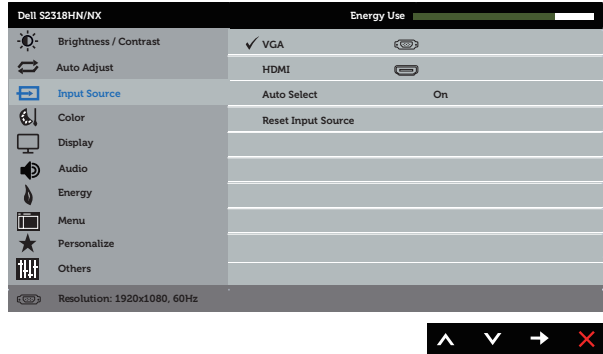 Dell S2318HN/NX Energy Use
Brightness / Contrast
Auto Adjust
Input Source
Color
Display
Audio
Energy
Menu
Personalize
Others
VGA
HDMI
Auto Select On
Reset Input Source
Resolution: 1920x1080, 60Hz